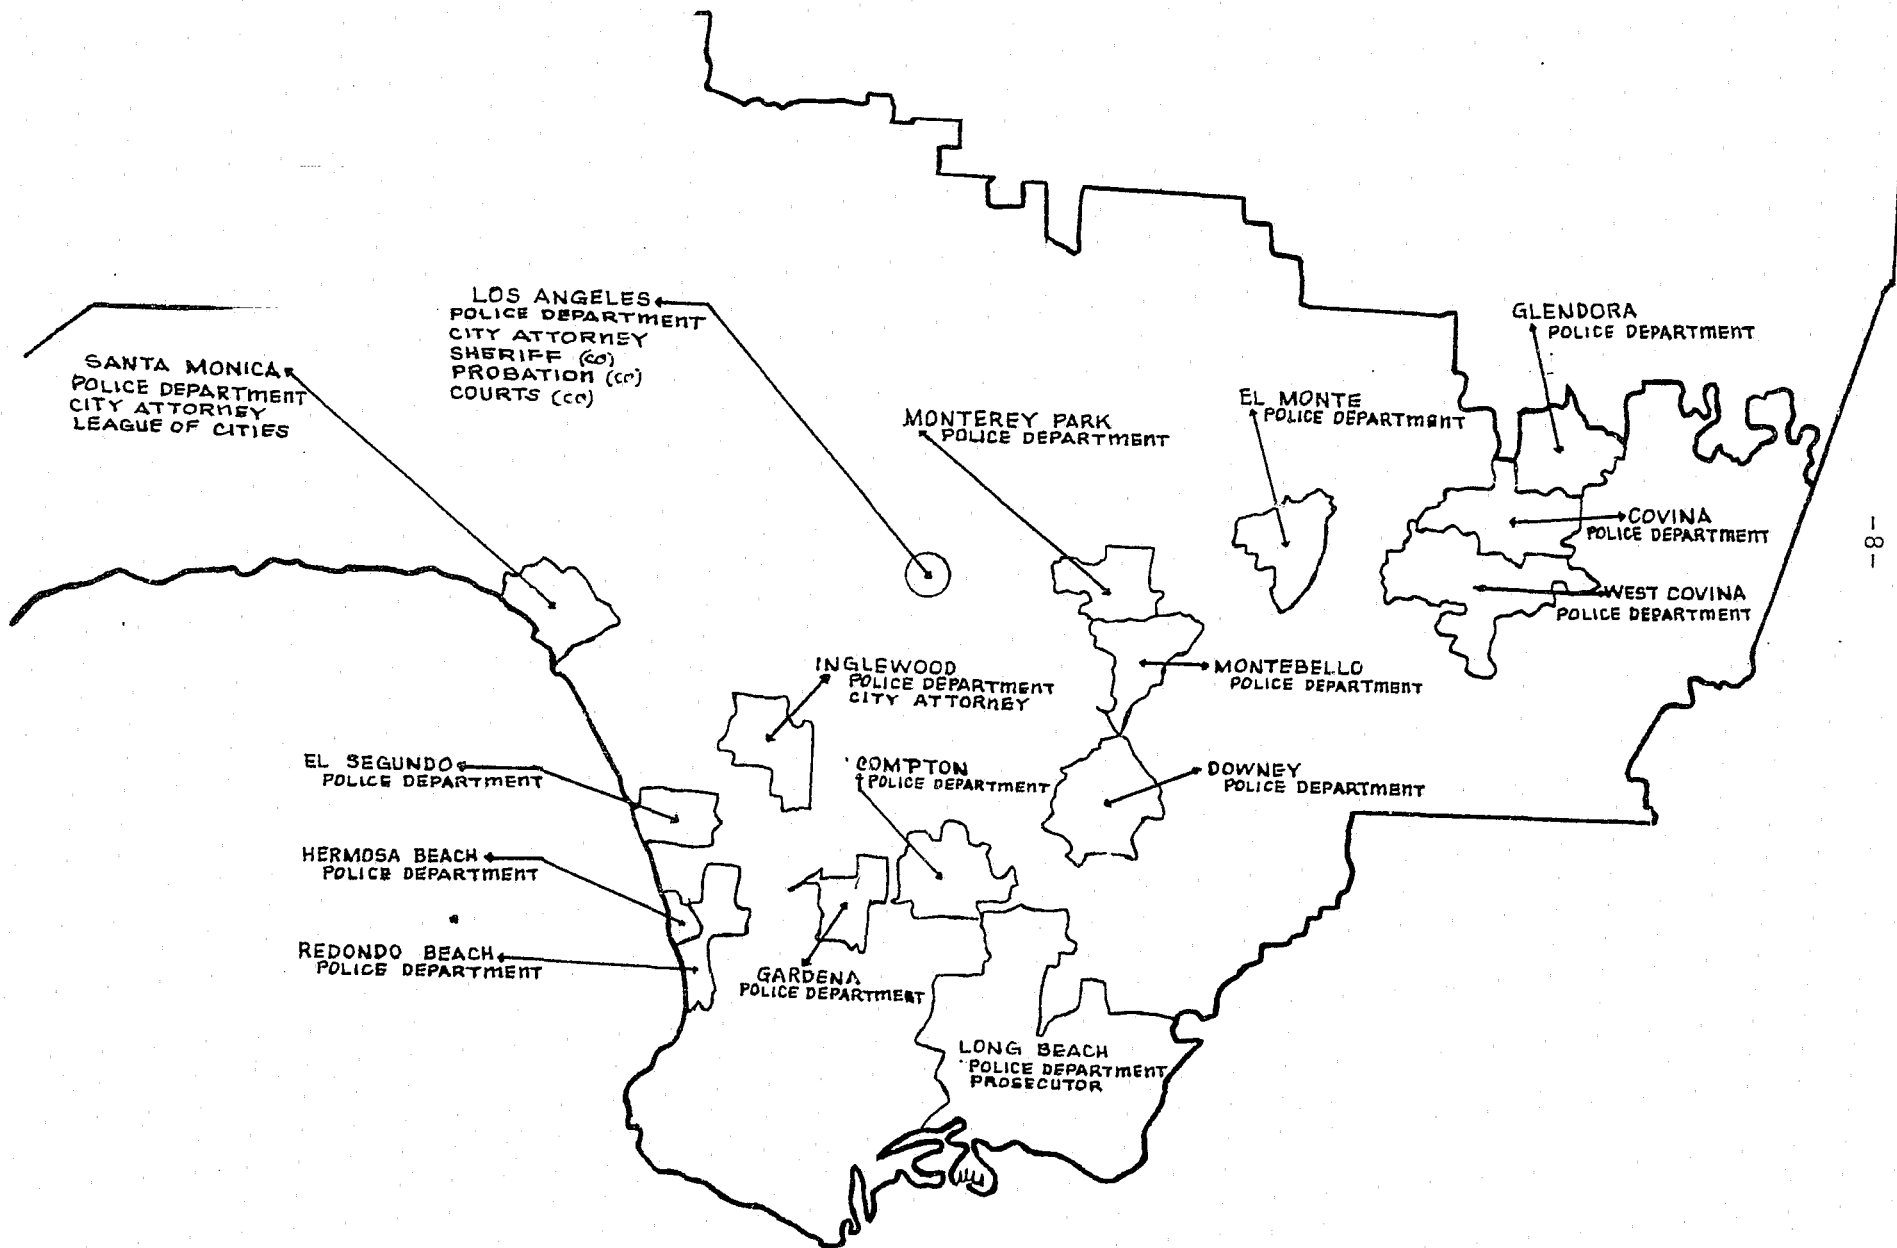 LOS ANGELES
POLICE DEPARTMENT
CITY ATTORNEY
SHERIFF (CO)
PROBATION (CO)
COURTS (CO)
SANTA MONICA
POLICE DEPARTMENT
CITY ATTORNEY
LEAGUE OF CITIES
GLENDORA
POLICE DEPARTMENT
EL MONTE
POLICE DEPARTMENT
MONTEREY PARK
POLICE DEPARTMENT
COVINA
POLICE DEPARTMENT
-8-
WEST COVINA
POLICE DEPARTMENT
INGLEWOOD
POLICE DEPARTMENT
CITY ATTORNEY
MONTEBELLO
POLICE DEPARTMENT
EL SEGUNDO
POLICE DEPARTMENT
COMPTON
POLICE DEPARTMENT
DOWNEY
POLICE DEPARTMENT
HERMOSA BEACH
POLICE DEPARTMENT
REDONDO BEACH
POLICE DEPARTMENT
GARDENA
POLICE DEPARTMENT
LONG BEACH
POLICE DEPARTMENT
PROSECUTOR